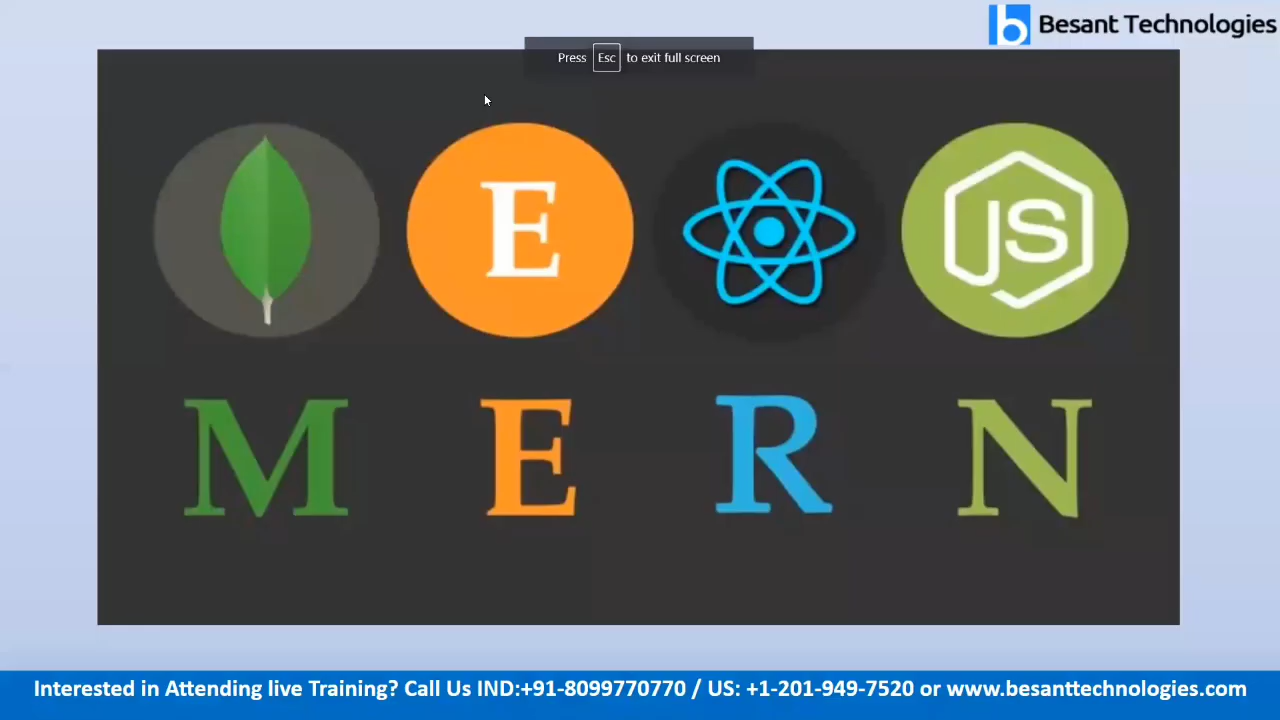 b Besant Technologies
Press Esc to exit full screen
E
JS
M E R N
Interested in Attending live Training? Call Us IND:+91-8099770770 / US: +1-201-949-7520 or www.besanttechnologies.com